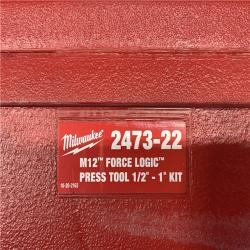 Milwaukee
2473-22
M12™ FORCE LOGIC™
PRESS TOOL 1/2" - 1" KIT